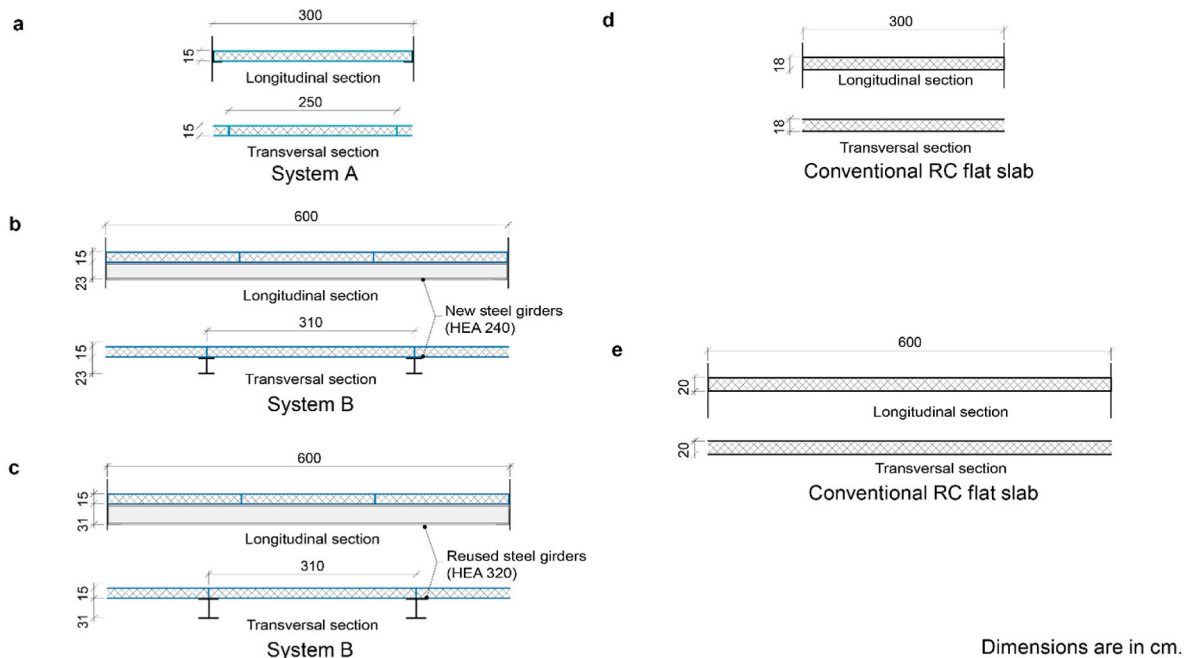 a
300
15
Longitudinal section
250
15
Transversal section
System A
b
600
15
23
Longitudinal section
New steel girders
(HEA 240)
310
15
23
Transversal section
System B
c
600
15
31
Longitudinal section
Reused steel girders
(HEA 320)
310
15
31
Transversal section
System B
d
300
18
Longitudinal section
18
Transversal section
Conventional RC flat slab
e
600
20
Longitudinal section
20
Transversal section
Conventional RC flat slab
Dimensions are in cm.